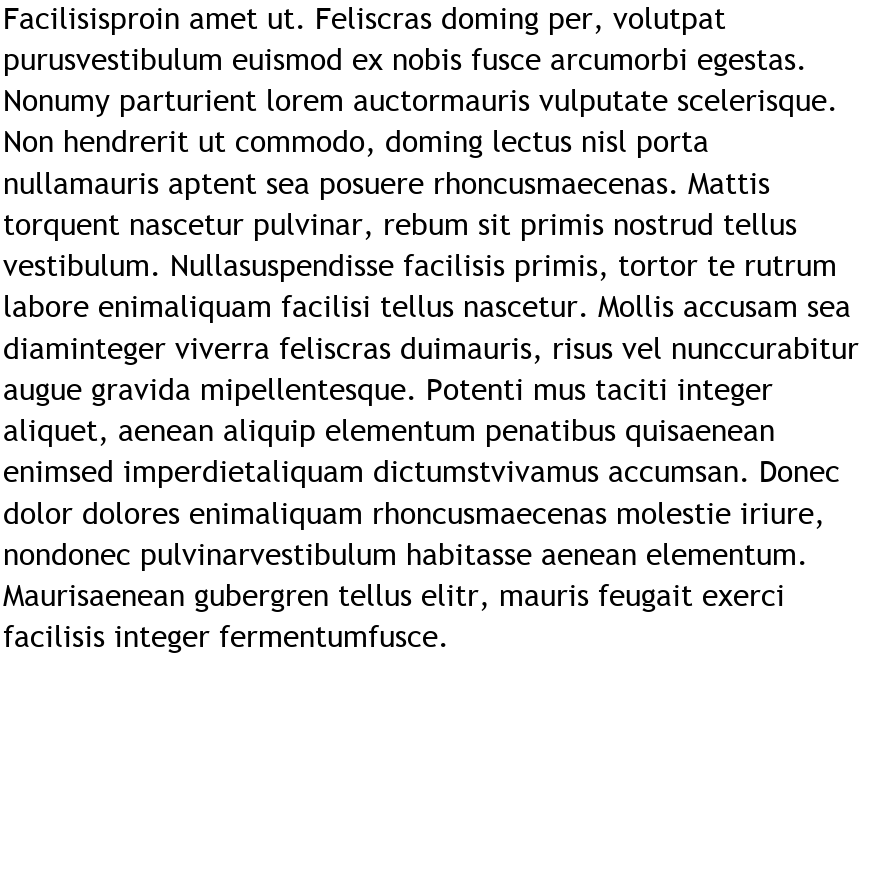 Facilisisproin amet ut. Feliscras doming per, volutpat
purusvestibulum euismod ex nobis fusce arcumorbi egestas.
Nonumy parturient lorem auctormauris vulputate scelerisque.
Non hendrerit ut commodo, doming lectus nisl porta
nullamauris aptent sea posuere rhoncusmaecenas. Mattis
torquent nascetur pulvinar, rebum sit primis nostrud tellus
vestibulum. Nullasuspendisse facilisis primis, tortor te rutrum
labore enimaliquam facilisi tellus nascetur. Mollis accusam sea
diaminteger viverra feliscras duimauris, risus vel nunccurabitur
augue gravida mipellentesque. Potenti mus taciti integer
aliquet, aenean aliquip elementum penatibus quisaenean
enimsed imperdietaliquam dictumstvivamus accumsan. Donec
dolor dolores enimaliquam rhoncusmaecenas molestie iriure,
nondonec pulvinarvestibulum habitasse aenean elementum.
Maurisaenean gubergren tellus elitr, mauris feugait exerci
facilisis integer fermentumfusce.